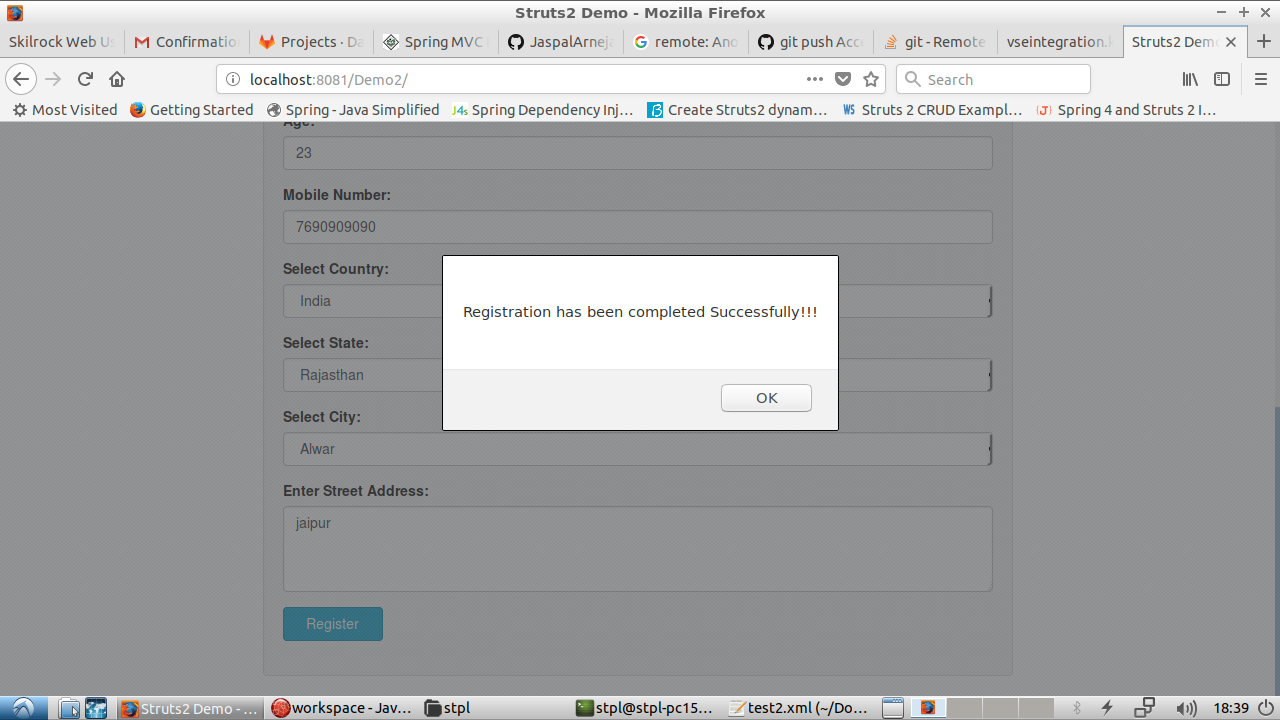 Struts2 Demo - Mozilla Firefox
Skilrock Web Us
Confirmatio
Projects · Da
Spring MVC
JaspalArneja
remote: Ano
git push Acc
git - Remote
vseintegration.k
Struts2 Demo
localhost:8081/Demo2/
Search
Most Visited
Getting Started
Spring - Java Simplified
Spring Dependency Inj…
Create Struts2 dynam…
Struts 2 CRUD Exampl…
Spring 4 and Struts 2 I…
Age:
23
Mobile Number:
7690909090
Select Country:
India
Registration has been completed Successfully!!!
Select State:
Rajasthan
OK
Select City:
Alwar
Enter Street Address:
jaipur
Register
Struts2 Demo - ...
workspace - Jav...
stpl
stpl@stpl-pc15...
test2.xml (~/Do...
18:39